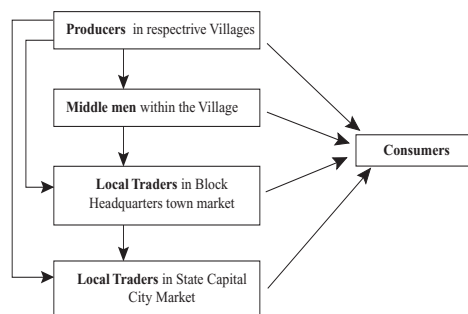 Producers in respectrive Villages
Middle men within the Village
Consumers
Local Traders in Block
Headquarters town market
Local Traders in State Capital
City Market